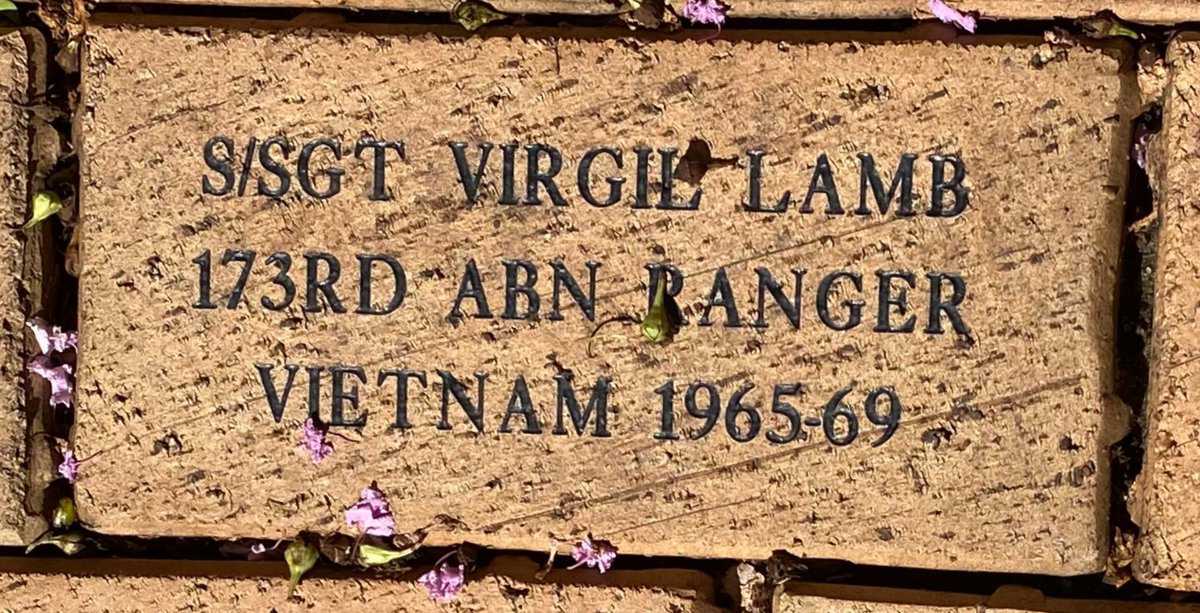 S/SGT VIRGIL LAMB
173RD ABN RANGER
VIETNAM 1965-69